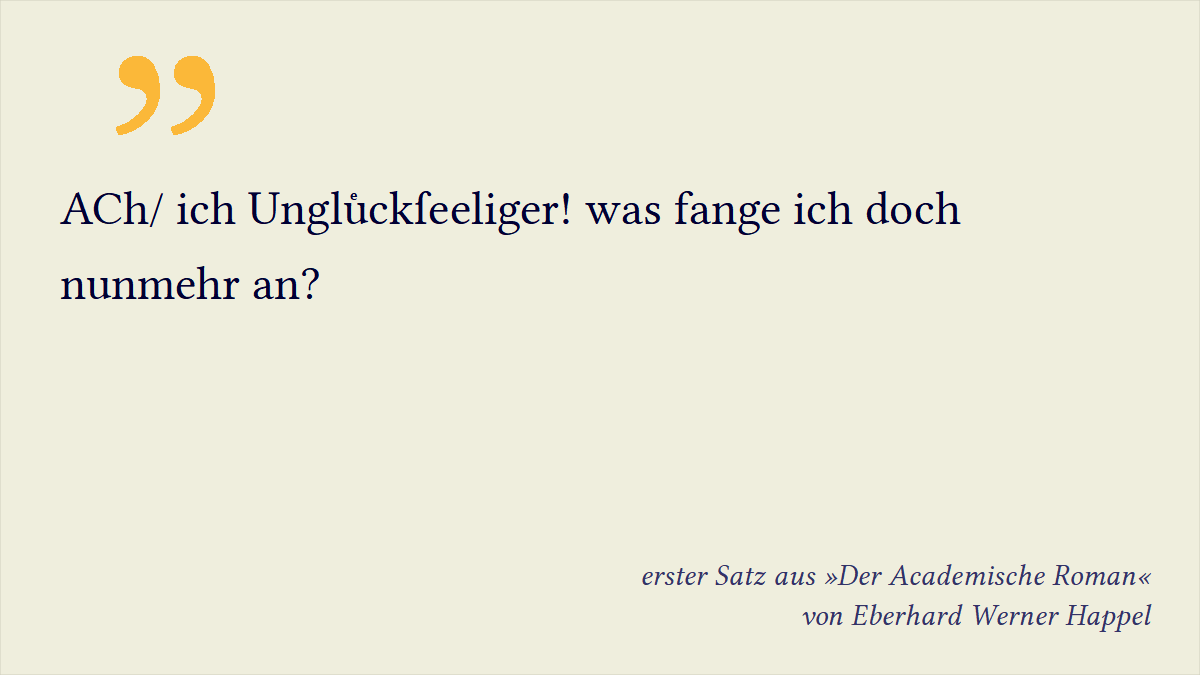 ”
ACh/ ich Ungluͤckſeeliger! was fange ich doch
nunmehr an?
erster Satz aus »Der Academische Roman«
von Eberhard Werner Happel